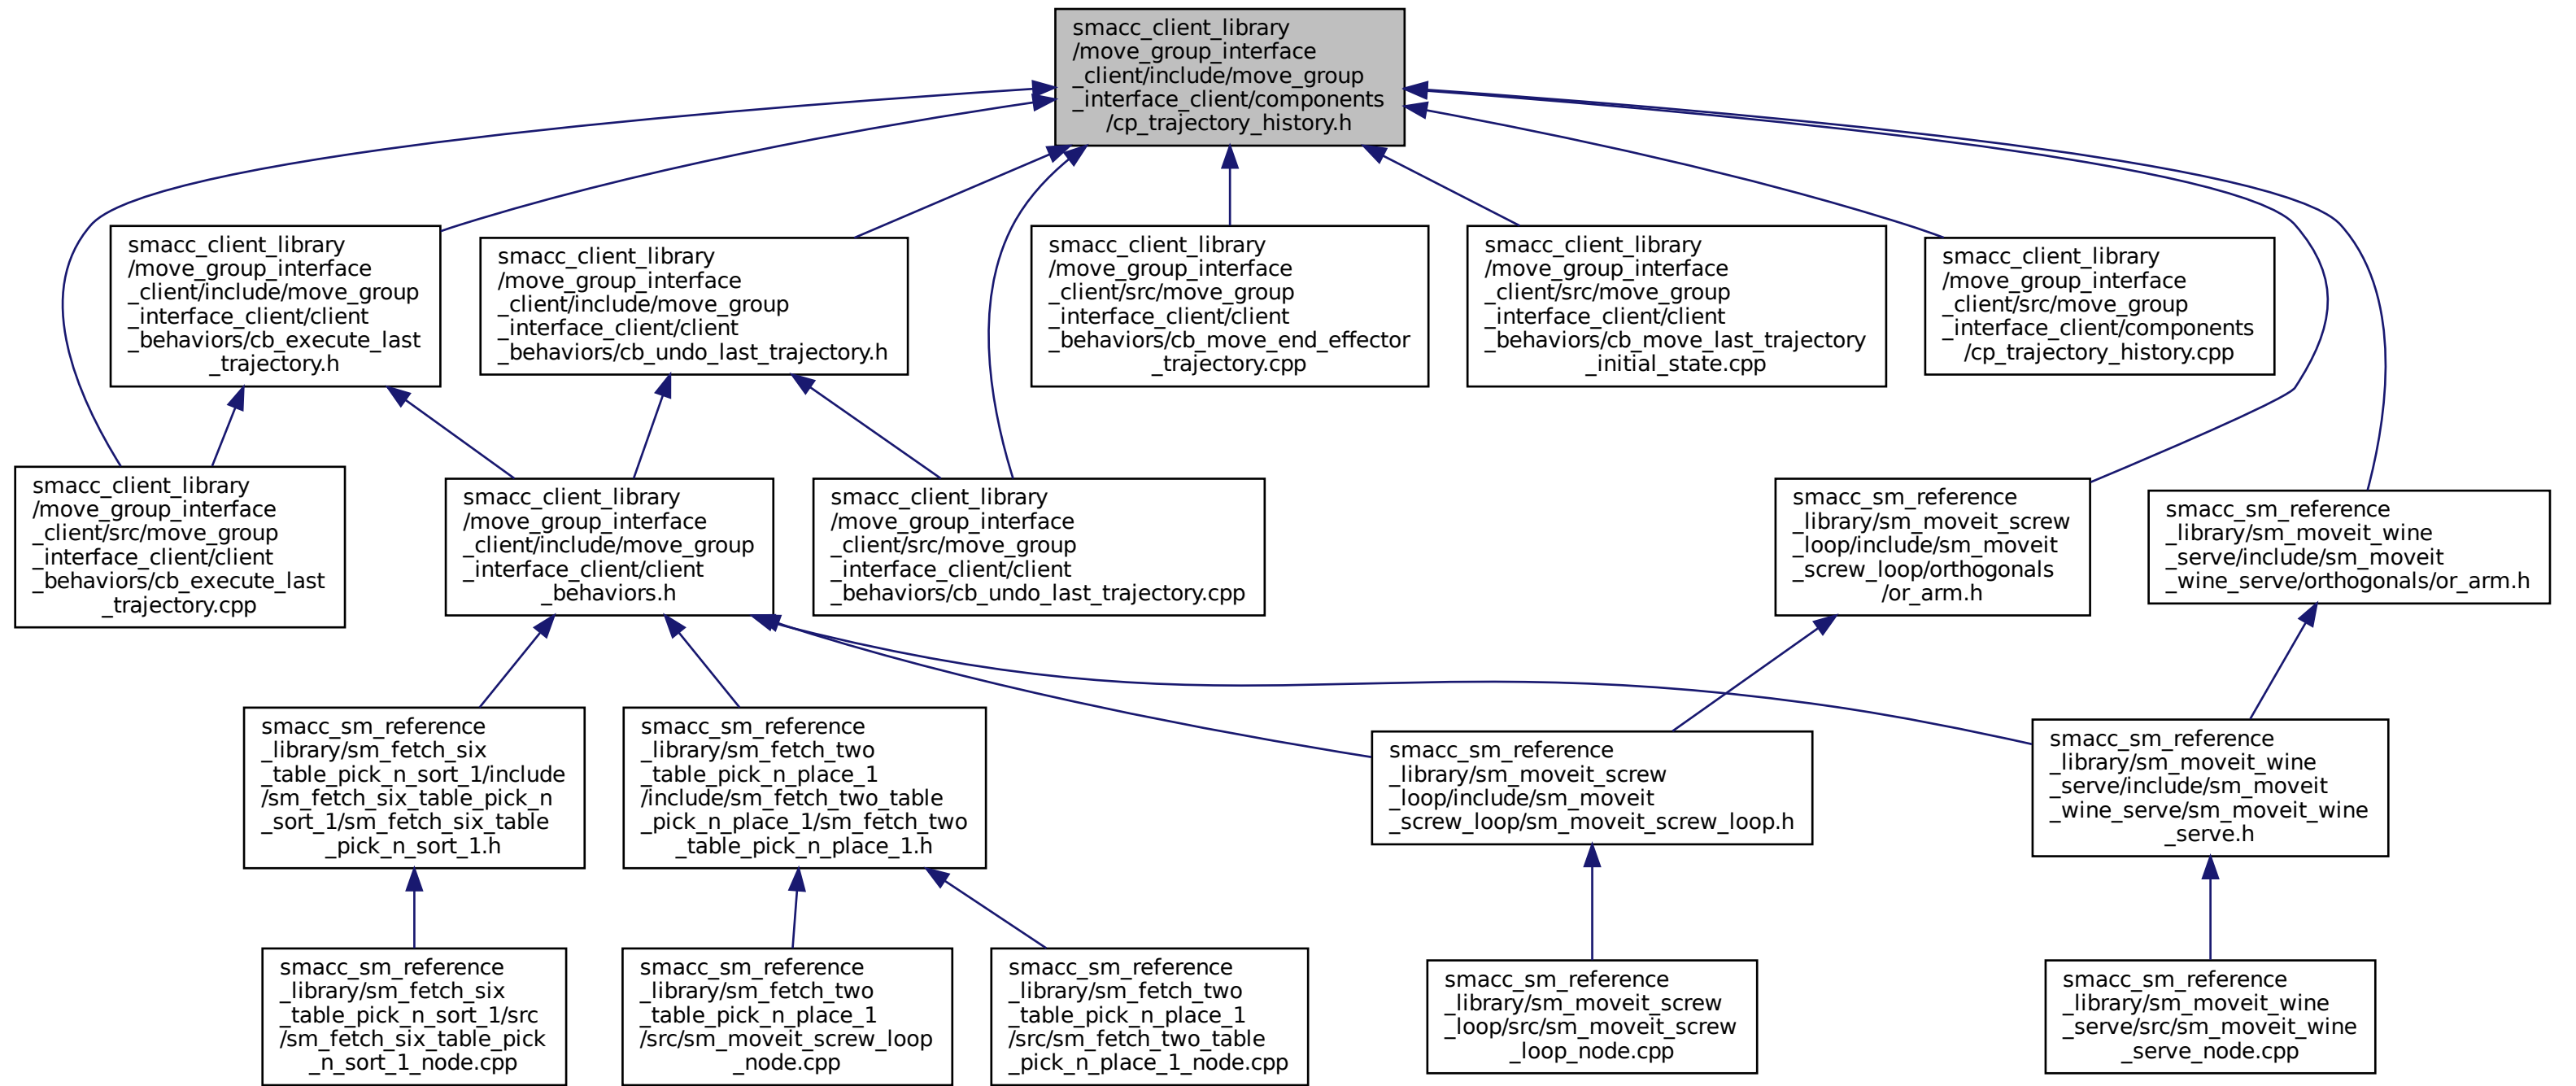 smacc_client_library
/move_group_interface
_client/include/move_group
_interface_client/components
/cp_trajectory_history.h
smacc_client_library
/move_group_interface
_client/include/move_group
_interface_client/client
_behaviors/cb_execute_last
_trajectory.h
smacc_client_library
/move_group_interface
_client/include/move_group
_interface_client/client
_behaviors/cb_undo_last_trajectory.h
smacc_client_library
/move_group_interface
_client/src/move_group
_interface_client/client
_behaviors/cb_move_end_effector
_trajectory.cpp
smacc_client_library
/move_group_interface
_client/src/move_group
_interface_client/client
_behaviors/cb_move_last_trajectory
_initial_state.cpp
smacc_client_library
/move_group_interface
_client/src/move_group
_interface_client/components
/cp_trajectory_history.cpp
smacc_client_library
/move_group_interface
_client/src/move_group
_interface_client/client
_behaviors/cb_execute_last
_trajectory.cpp
smacc_client_library
/move_group_interface
_client/include/move_group
_interface_client/client
_behaviors.h
smacc_client_library
/move_group_interface
_client/src/move_group
_interface_client/client
_behaviors/cb_undo_last_trajectory.cpp
smacc_sm_reference
_library/sm_moveit_screw
_loop/include/sm_moveit
_screw_loop/orthogonals
/or_arm.h
smacc_sm_reference
_library/sm_moveit_wine
_serve/include/sm_moveit
_wine_serve/orthogonals/or_arm.h
smacc_sm_reference
_library/sm_fetch_six
_table_pick_n_sort_1/include
/sm_fetch_six_table_pick_n
_sort_1/sm_fetch_six_table
_pick_n_sort_1.h
smacc_sm_reference
_library/sm_fetch_two
_table_pick_n_place_1
/include/sm_fetch_two_table
_pick_n_place_1/sm_fetch_two
_table_pick_n_place_1.h
smacc_sm_reference
_library/sm_moveit_screw
_loop/include/sm_moveit
_screw_loop/sm_moveit_screw_loop.h
smacc_sm_reference
_library/sm_moveit_wine
_serve/include/sm_moveit
_wine_serve/sm_moveit_wine
_serve.h
smacc_sm_reference
_library/sm_fetch_six
_table_pick_n_sort_1/src
/sm_fetch_six_table_pick
_n_sort_1_node.cpp
smacc_sm_reference
_library/sm_fetch_two
_table_pick_n_place_1
/src/sm_moveit_screw_loop
_node.cpp
smacc_sm_reference
_library/sm_fetch_two
_table_pick_n_place_1
/src/sm_fetch_two_table
_pick_n_place_1_node.cpp
smacc_sm_reference
_library/sm_moveit_screw
_loop/src/sm_moveit_screw
_loop_node.cpp
smacc_sm_reference
_library/sm_moveit_wine
_serve/src/sm_moveit_wine
_serve_node.cpp